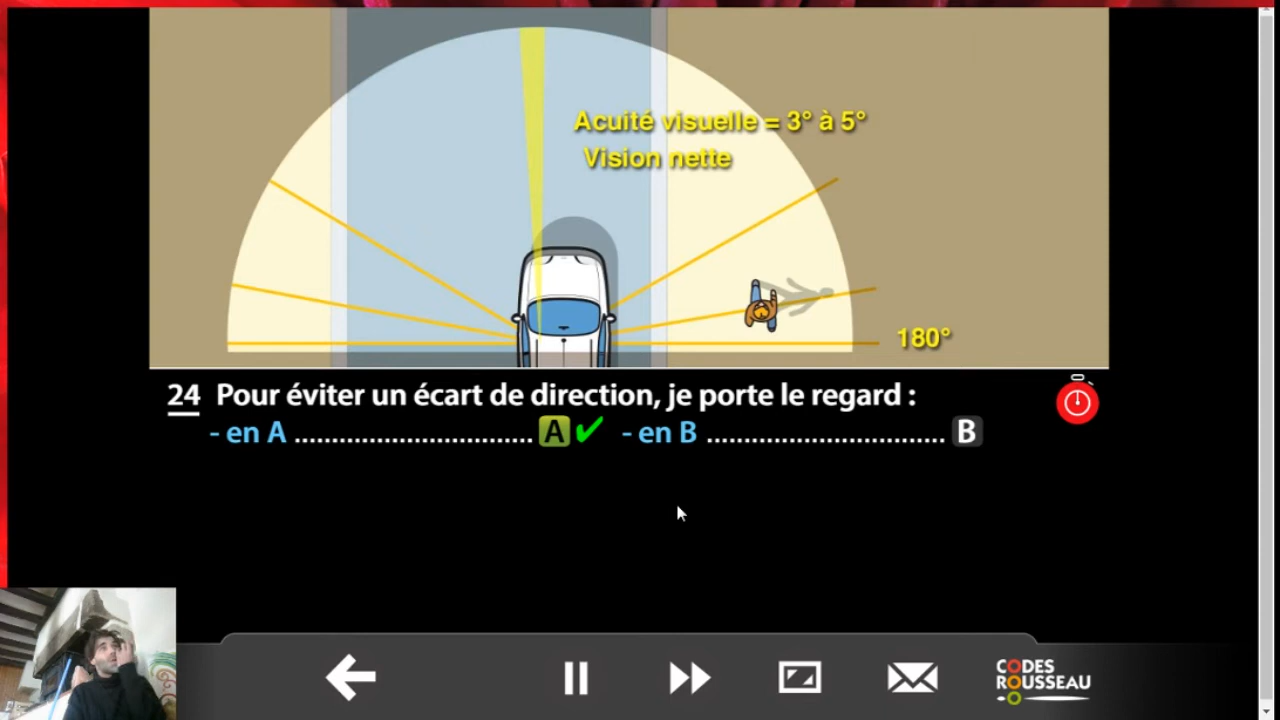 Acuité visuelle = 3° à 5°
Vision nette
180°
24 Pour éviter un écart de direction, je porte le regard :
- en A .................................. A ✔ - en B .................................. B
CODES
ROUSSEAU